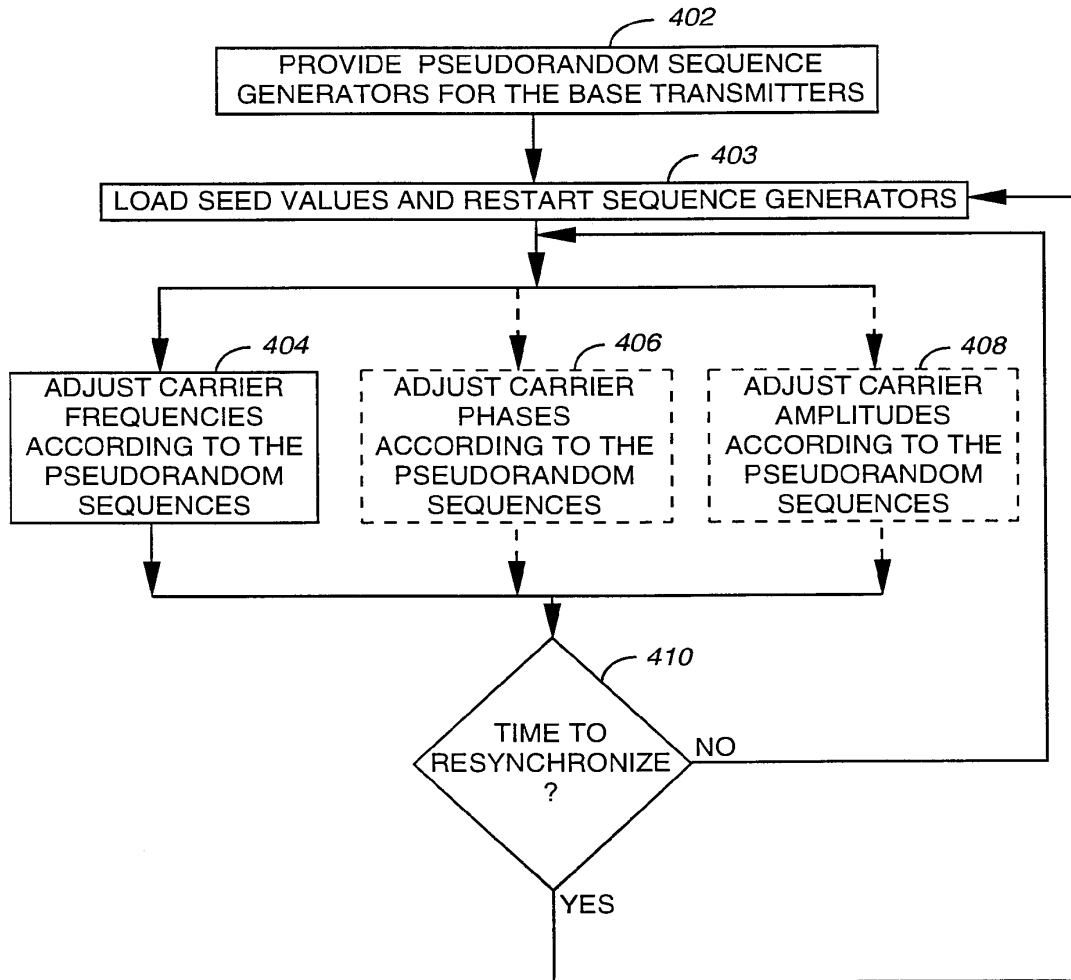 402
PROVIDE PSEUDORANDOM SEQUENCE
GENERATORS FOR THE BASE TRANSMITTERS
403
LOAD SEED VALUES AND RESTART SEQUENCE GENERATORS
404
ADJUST CARRIER
FREQUENCIES
ACCORDING TO THE
PSEUDORANDOM
SEQUENCES
406
ADJUST CARRIER
PHASES
ACCORDING TO THE
PSEUDORANDOM
SEQUENCES
408
ADJUST CARRIER
AMPLITUDES
ACCORDING TO THE
PSEUDORANDOM
SEQUENCES
410
TIME TO
RESYNCHRONIZE
?
NO
YES